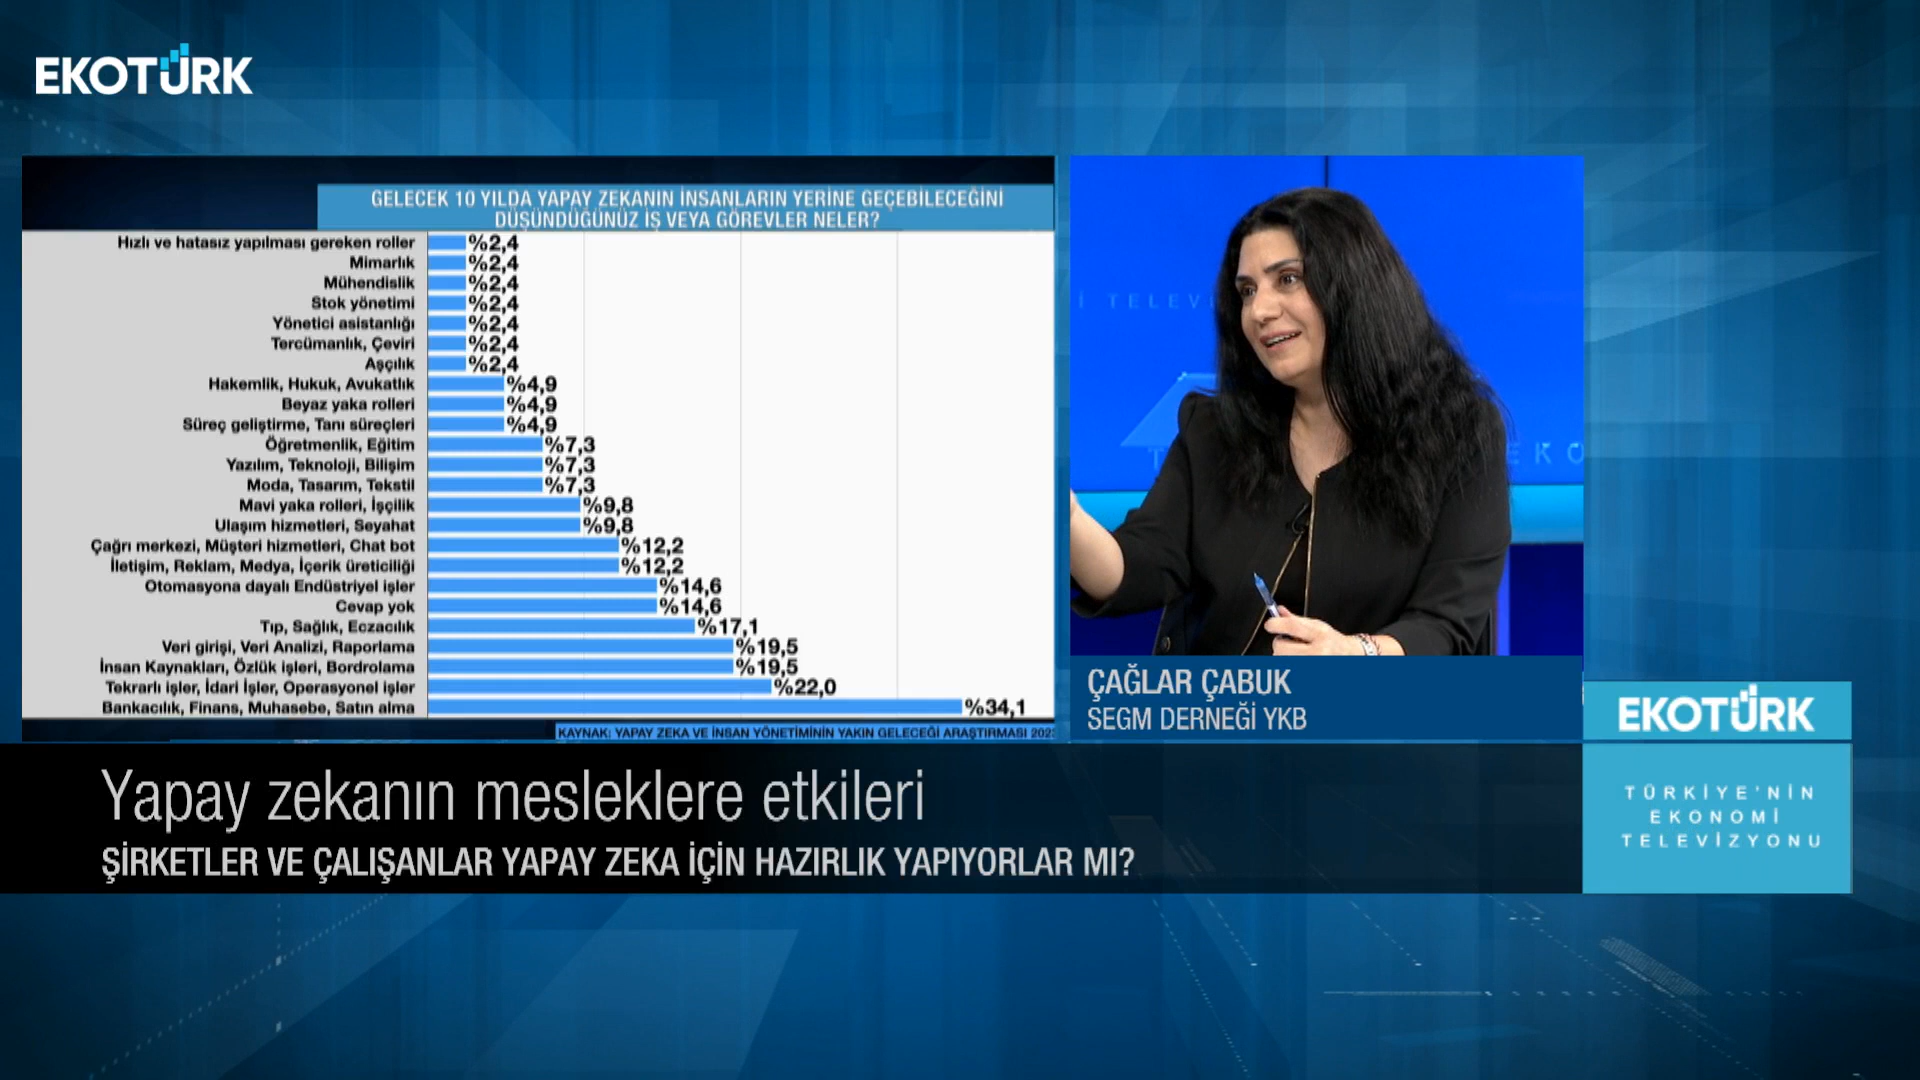 EKOTÜRK
GELECEK 10 YILDA YAPAY ZEKANIN İNSANLARIN YERİNE GEÇEBİLECEĞİNİ
DÜŞÜNDÜĞÜNÜZ İŞ VEYA GÖREVLER NELER?
Hızlı ve hatasız yapılması gereken roller %2,4
Mimarlık %2,4
Mühendislik %2,4
Stok yönetimi %2,4
Yönetici asistanlığı %2,4
Tercümanlık, Çeviri %2,4
Aşçılık %2,4
Hakemlik, Hukuk, Avukatlık %4,9
Beyaz yaka rolleri %4,9
Süreç geliştirme, Tanı süreçleri %4,9
Öğretmenlik, Eğitim %7,3
Yazılım, Teknoloji, Bilişim %7,3
Moda, Tasarım, Tekstil %7,3
Mavi yaka rolleri, İşçilik %9,8
Ulaşım hizmetleri, Seyahat %9,8
Çağrı merkezi, Müşteri hizmetleri, Chat bot %12,2
İletişim, Reklam, Medya, İçerik üreticiliği %12,2
Otomasyona dayalı Endüstriyel işler %14,6
Cevap yok %14,6
Tıp, Sağlık, Eczacılık %17,1
Veri girişi, Veri Analizi, Raporlama %19,5
İnsan Kaynakları, Özlük işleri, Bordrolama %19,5
Tekrarlı işler, İdari İşler, Operasyonel işler %22,0
Bankacılık, Finans, Muhasebe, Satın alma %34,1
KAYNAK: YAPAY ZEKA VE İNSAN YÖNETİMİNİN YAKIN GELECEĞİ ARAŞTIRMASI
İ TELEVİ
EKO
ÇAĞLAR ÇABUK
SEGM DERNEĞİ YKB
EKOTÜRK
TÜRKİYE'NİN
EKONOMİ
TELEVİZYONU
Yapay zekanın mesleklere etkileri
ŞİRKETLER VE ÇALIŞANLAR YAPAY ZEKA İÇİN HAZIRLIK YAPIYORLAR MI?